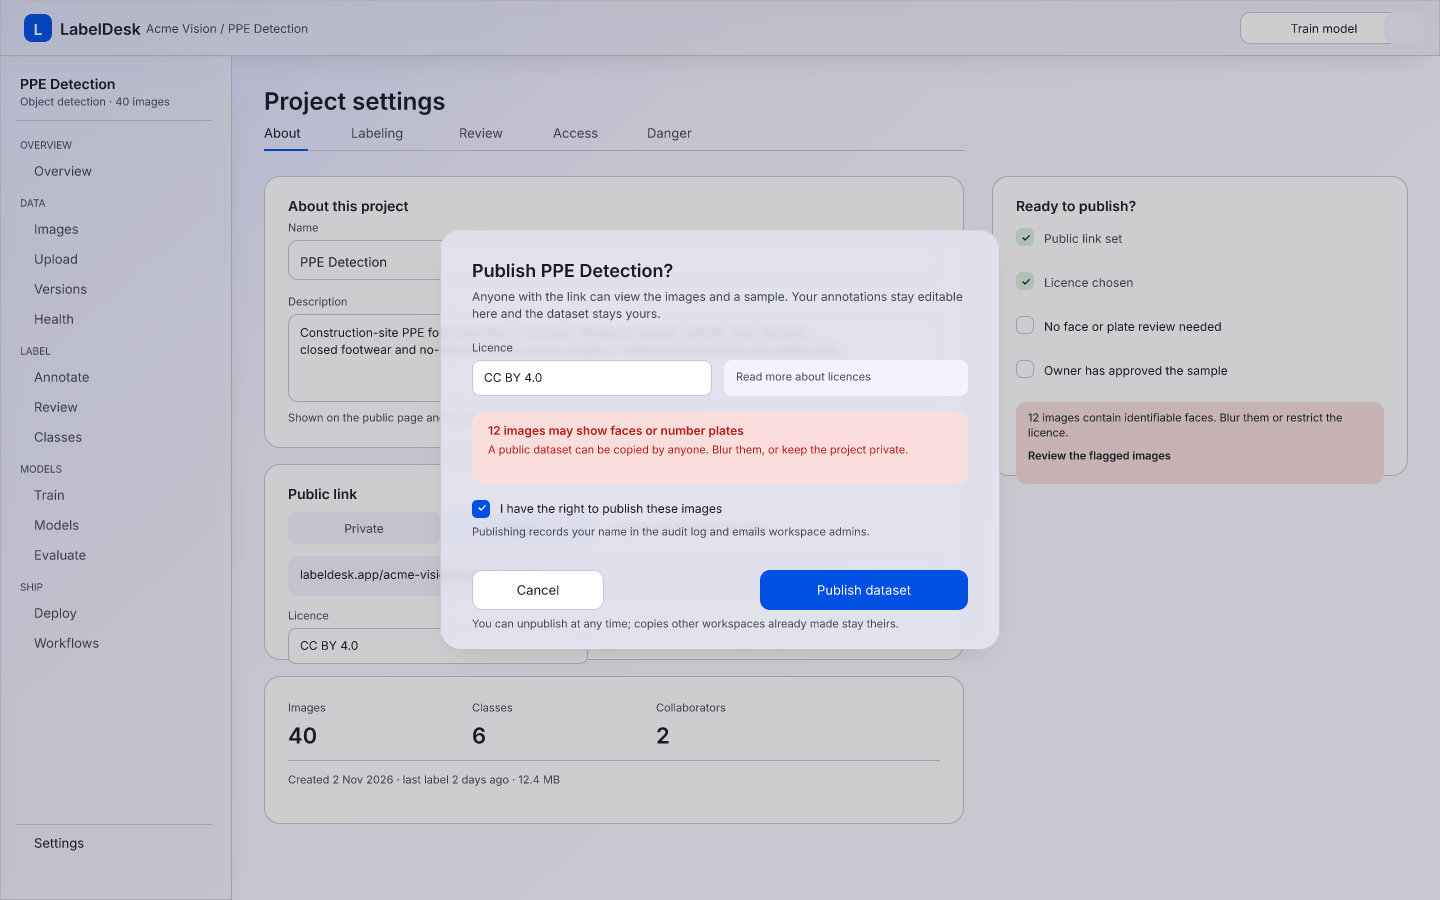 L LabelDesk Acme Vision / PPE Detection
Train model
PPE Detection
Object detection · 40 images
OVERVIEW
Overview
DATA
Images
Upload
Versions
Health
LABEL
Annotate
Review
Classes
MODELS
Train
Models
Evaluate
SHIP
Deploy
Workflows
Settings
Project settings
About Labeling Review Access Danger
About this project
Name
PPE Detection
Description
Construction-site PPE fo
closed footwear and no-
Shown on the public page an
Public link
Private
labeldesk.app/acme-visi
Licence
CC BY 4.0
Images Classes Collaborators
40 6 2
Created 2 Nov 2026 · last label 2 days ago · 12.4 MB
Publish PPE Detection?
Anyone with the link can view the images and a sample. Your annotations stay editable
here and the dataset stays yours.
Licence
CC BY 4.0 Read more about licences
12 images may show faces or number plates
A public dataset can be copied by anyone. Blur them, or keep the project private.
I have the right to publish these images
Publishing records your name in the audit log and emails workspace admins.
Cancel Publish dataset
You can unpublish at any time; copies other workspaces already made stay theirs.
Ready to publish?
Public link set
Licence chosen
No face or plate review needed
Owner has approved the sample
12 images contain identifiable faces. Blur them or restrict the
licence.
Review the flagged images